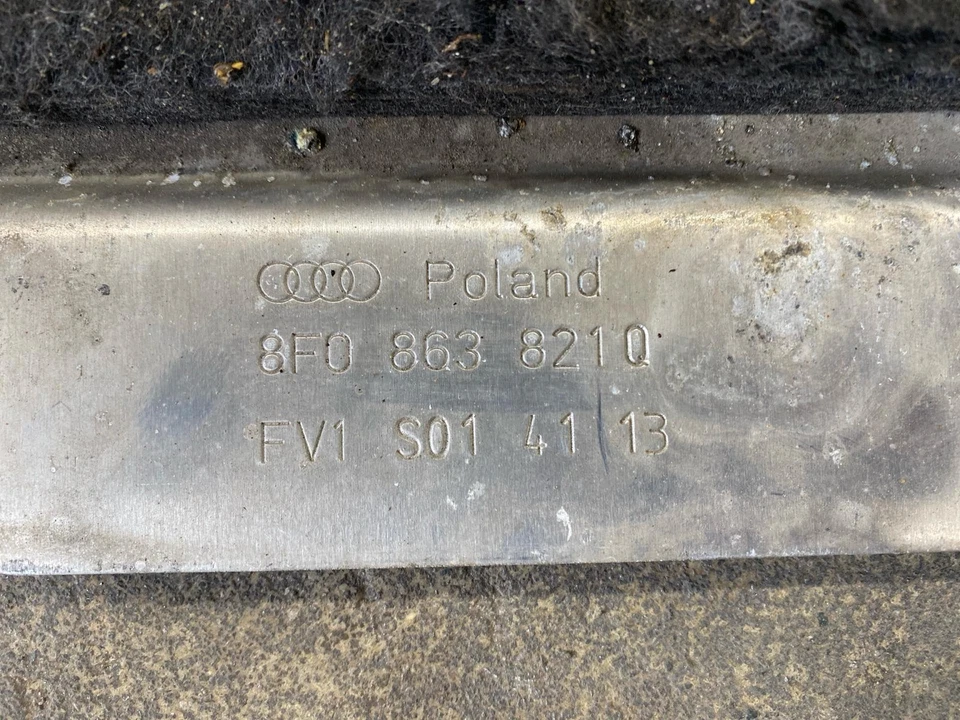 Poland
8F0 863 821Q
FV1 S01 41 13